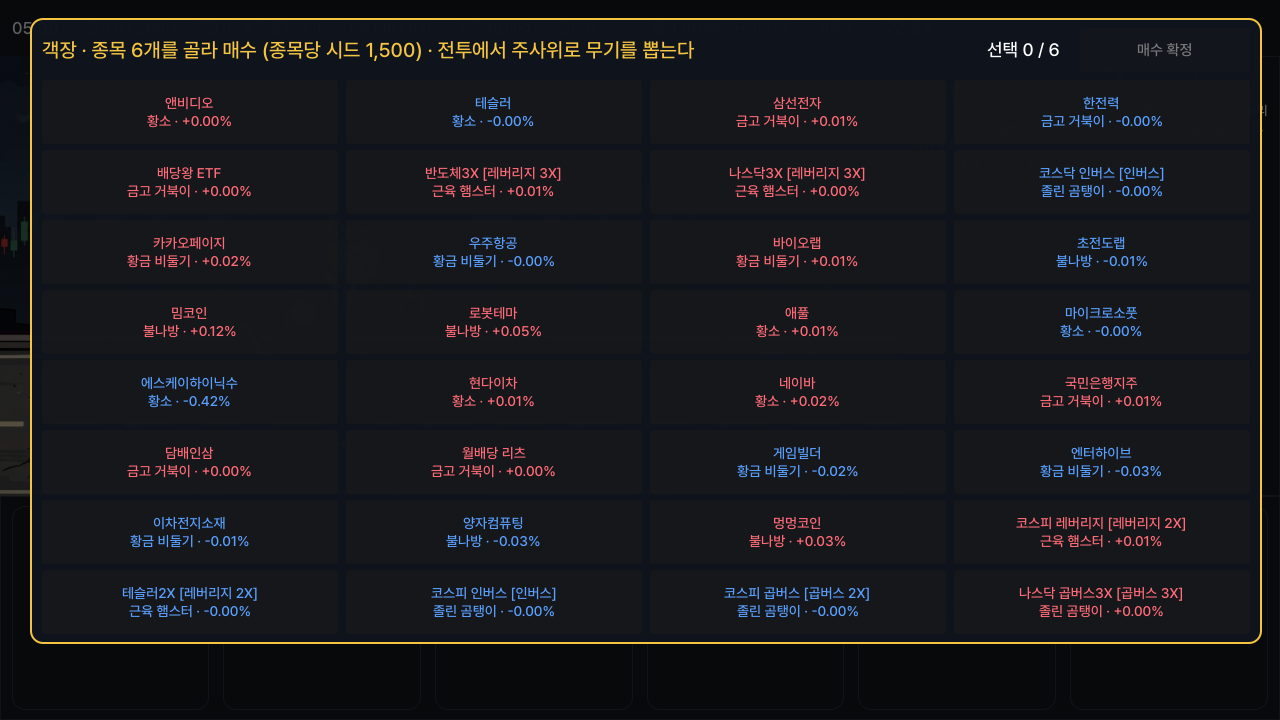 05
객장 · 종목 6개를 골라 매수 (종목당 시드 1,500) · 전투에서 주사위로 무기를 뽑는다
선택 0 / 6
매수 확정
앤비디오
황소 · +0.00%
테슬러
황소 · -0.00%
삼선전자
금고 거북이 · +0.01%
한전력
금고 거북이 · -0.00%
배당왕 ETF
금고 거북이 · +0.00%
반도체3X [레버리지 3X]
근육 햄스터 · +0.01%
나스닥3X [레버리지 3X]
근육 햄스터 · +0.00%
코스닥 인버스 [인버스]
졸린 곰탱이 · -0.00%
카카오페이지
황금 비둘기 · +0.02%
우주항공
황금 비둘기 · -0.00%
바이오랩
황금 비둘기 · +0.01%
초전도랩
불나방 · -0.01%
밈코인
불나방 · +0.12%
로봇테마
불나방 · +0.05%
애풀
황소 · +0.01%
마이크로소풋
황소 · -0.00%
에스케이하이닉수
황소 · -0.42%
현다이차
황소 · +0.01%
네이바
황소 · +0.02%
국민은행지주
금고 거북이 · +0.01%
담배인삼
금고 거북이 · +0.00%
월배당 리츠
금고 거북이 · +0.00%
게임빌더
황금 비둘기 · -0.02%
엔터하이브
황금 비둘기 · -0.03%
이차전지소재
황금 비둘기 · -0.01%
양자컴퓨팅
불나방 · -0.03%
멍멍코인
불나방 · +0.03%
코스피 레버리지 [레버리지 2X]
근육 햄스터 · +0.01%
테슬러2X [레버리지 2X]
근육 햄스터 · -0.00%
코스피 인버스 [인버스]
졸린 곰탱이 · -0.00%
코스피 곱버스 [곱버스 2X]
졸린 곰탱이 · -0.00%
나스닥 곱버스3X [곱버스 3X]
졸린 곰탱이 · +0.00%